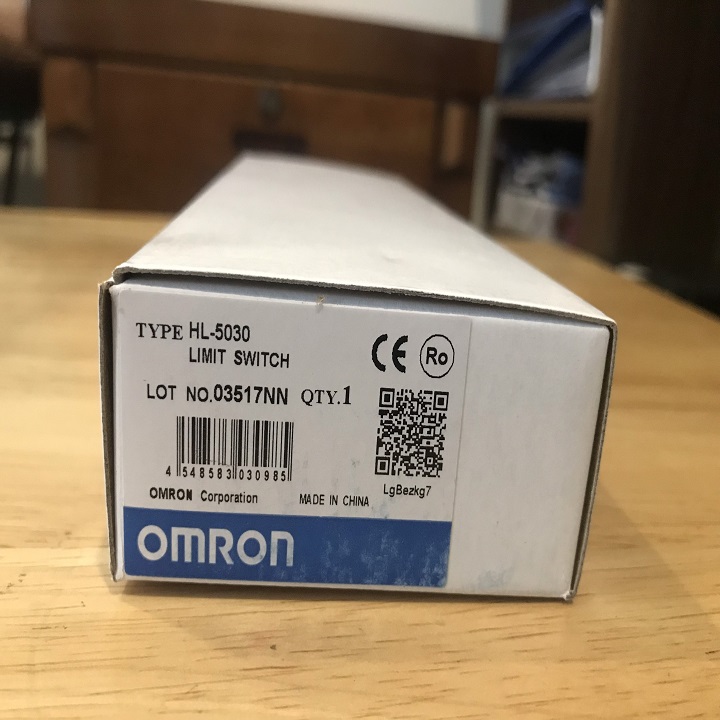 TYPE HL-5030
LIMIT SWITCH
CE Ro
LOT NO.03517NN QTY.1
4 548583 030985
LgBezkg7
OMRON Corporation MADE IN CHINA
OMRON